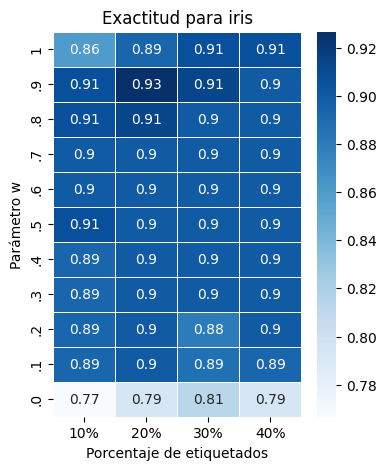 Exactitud para iris
Parámetro w
1 0.86 0.89 0.91 0.91
.9 0.91 0.93 0.91 0.9
.8 0.91 0.91 0.9 0.9
.7 0.9 0.9 0.9 0.9
.6 0.9 0.9 0.9 0.9
.5 0.91 0.9 0.9 0.9
.4 0.89 0.9 0.9 0.9
.3 0.89 0.9 0.9 0.9
.2 0.89 0.9 0.88 0.9
.1 0.89 0.9 0.89 0.89
.0 0.77 0.79 0.81 0.79
10% 20% 30% 40%
Porcentaje de etiquetados
0.92
0.90
0.88
0.86
0.84
0.82
0.80
0.78